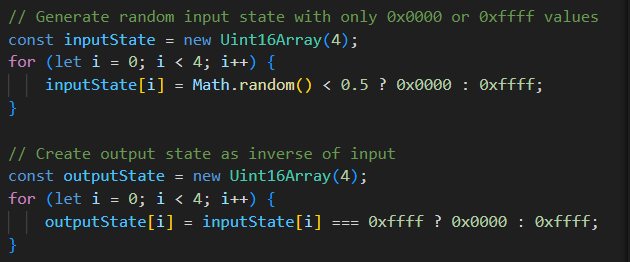 // Generate random input state with only 0x0000 or 0xffff values
const inputState = new Uint16Array(4);
for (let i = 0; i < 4; i++) {
    inputState[i] = Math.random() < 0.5 ? 0x0000 : 0xffff;
}

// Create output state as inverse of input
const outputState = new Uint16Array(4);
for (let i = 0; i < 4; i++) {
    outputState[i] = inputState[i] === 0xffff ? 0x0000 : 0xffff;
}